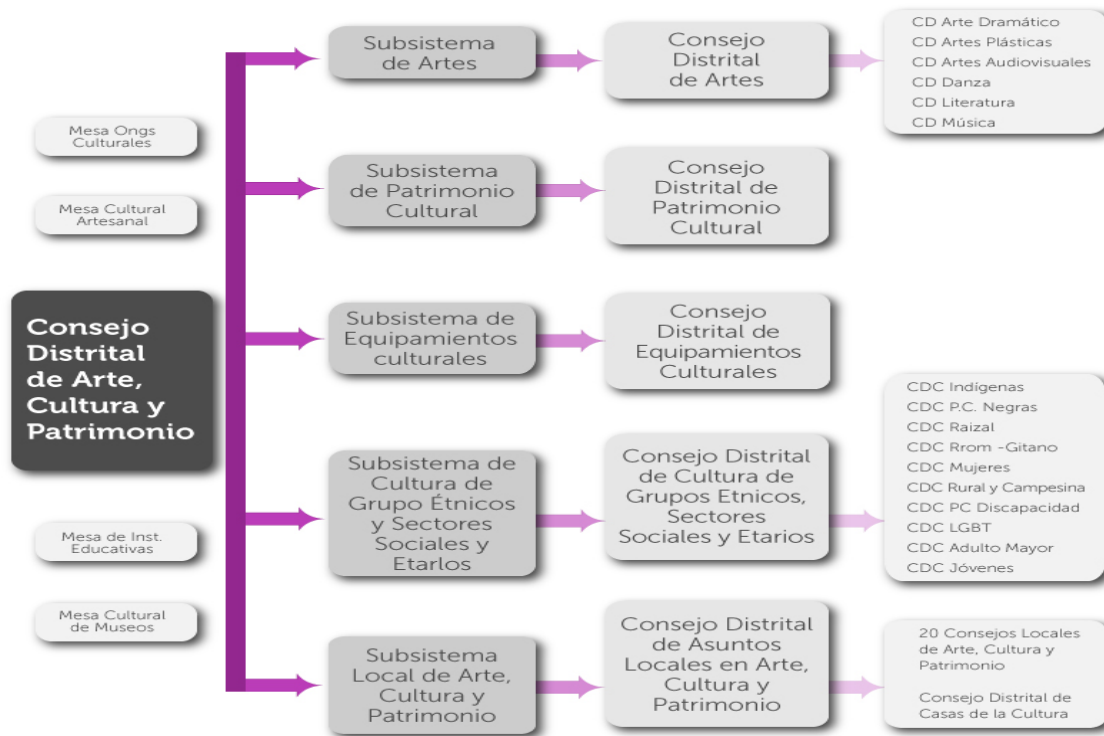 Mesa Ongs
Culturales
Mesa Cultural
Artesanal
Consejo
Distrital
de Arte,
Cultura y
Patrimonio
Mesa de Inst.
Educativas
Mesa Cultural
de Museos
Subsistema
de Artes
Consejo
Distrital
de Artes
CD Arte Dramático
CD Artes Plásticas
CD Artes Audiovisuales
CD Danza
CD Literatura
CD Música
Subsistema
de Patrimonio
Cultural
Consejo
Distrital de
Patrimonio
Cultural
Subsistema de
Equipamientos
culturales
Consejo
Distrital de
Equipamientos
Culturales
Subsistema de
Cultura de
Grupo Étnicos
y Sectores
Sociales y
Etarlos
Consejo Distrital
de Cultura de
Grupos Etnicos,
Sectores
Sociales y Etarios
CDC Indígenas
CDC P.C. Negras
CDC Raizal
CDC Rrom -Gitano
CDC Mujeres
CDC Rural y Campesina
CDC PC Discapacidad
CDC LGBT
CDC Adulto Mayor
CDC Jóvenes
Subsistema
Local de Arte,
Cultura y
Patrimonio
Consejo Distrital
de Asuntos
Locales en Arte,
Cultura y
Patrimonio
20 Consejos Locales
de Arte, Cultura y
Patrimonio
Consejo Distrital de
Casas de la Cultura